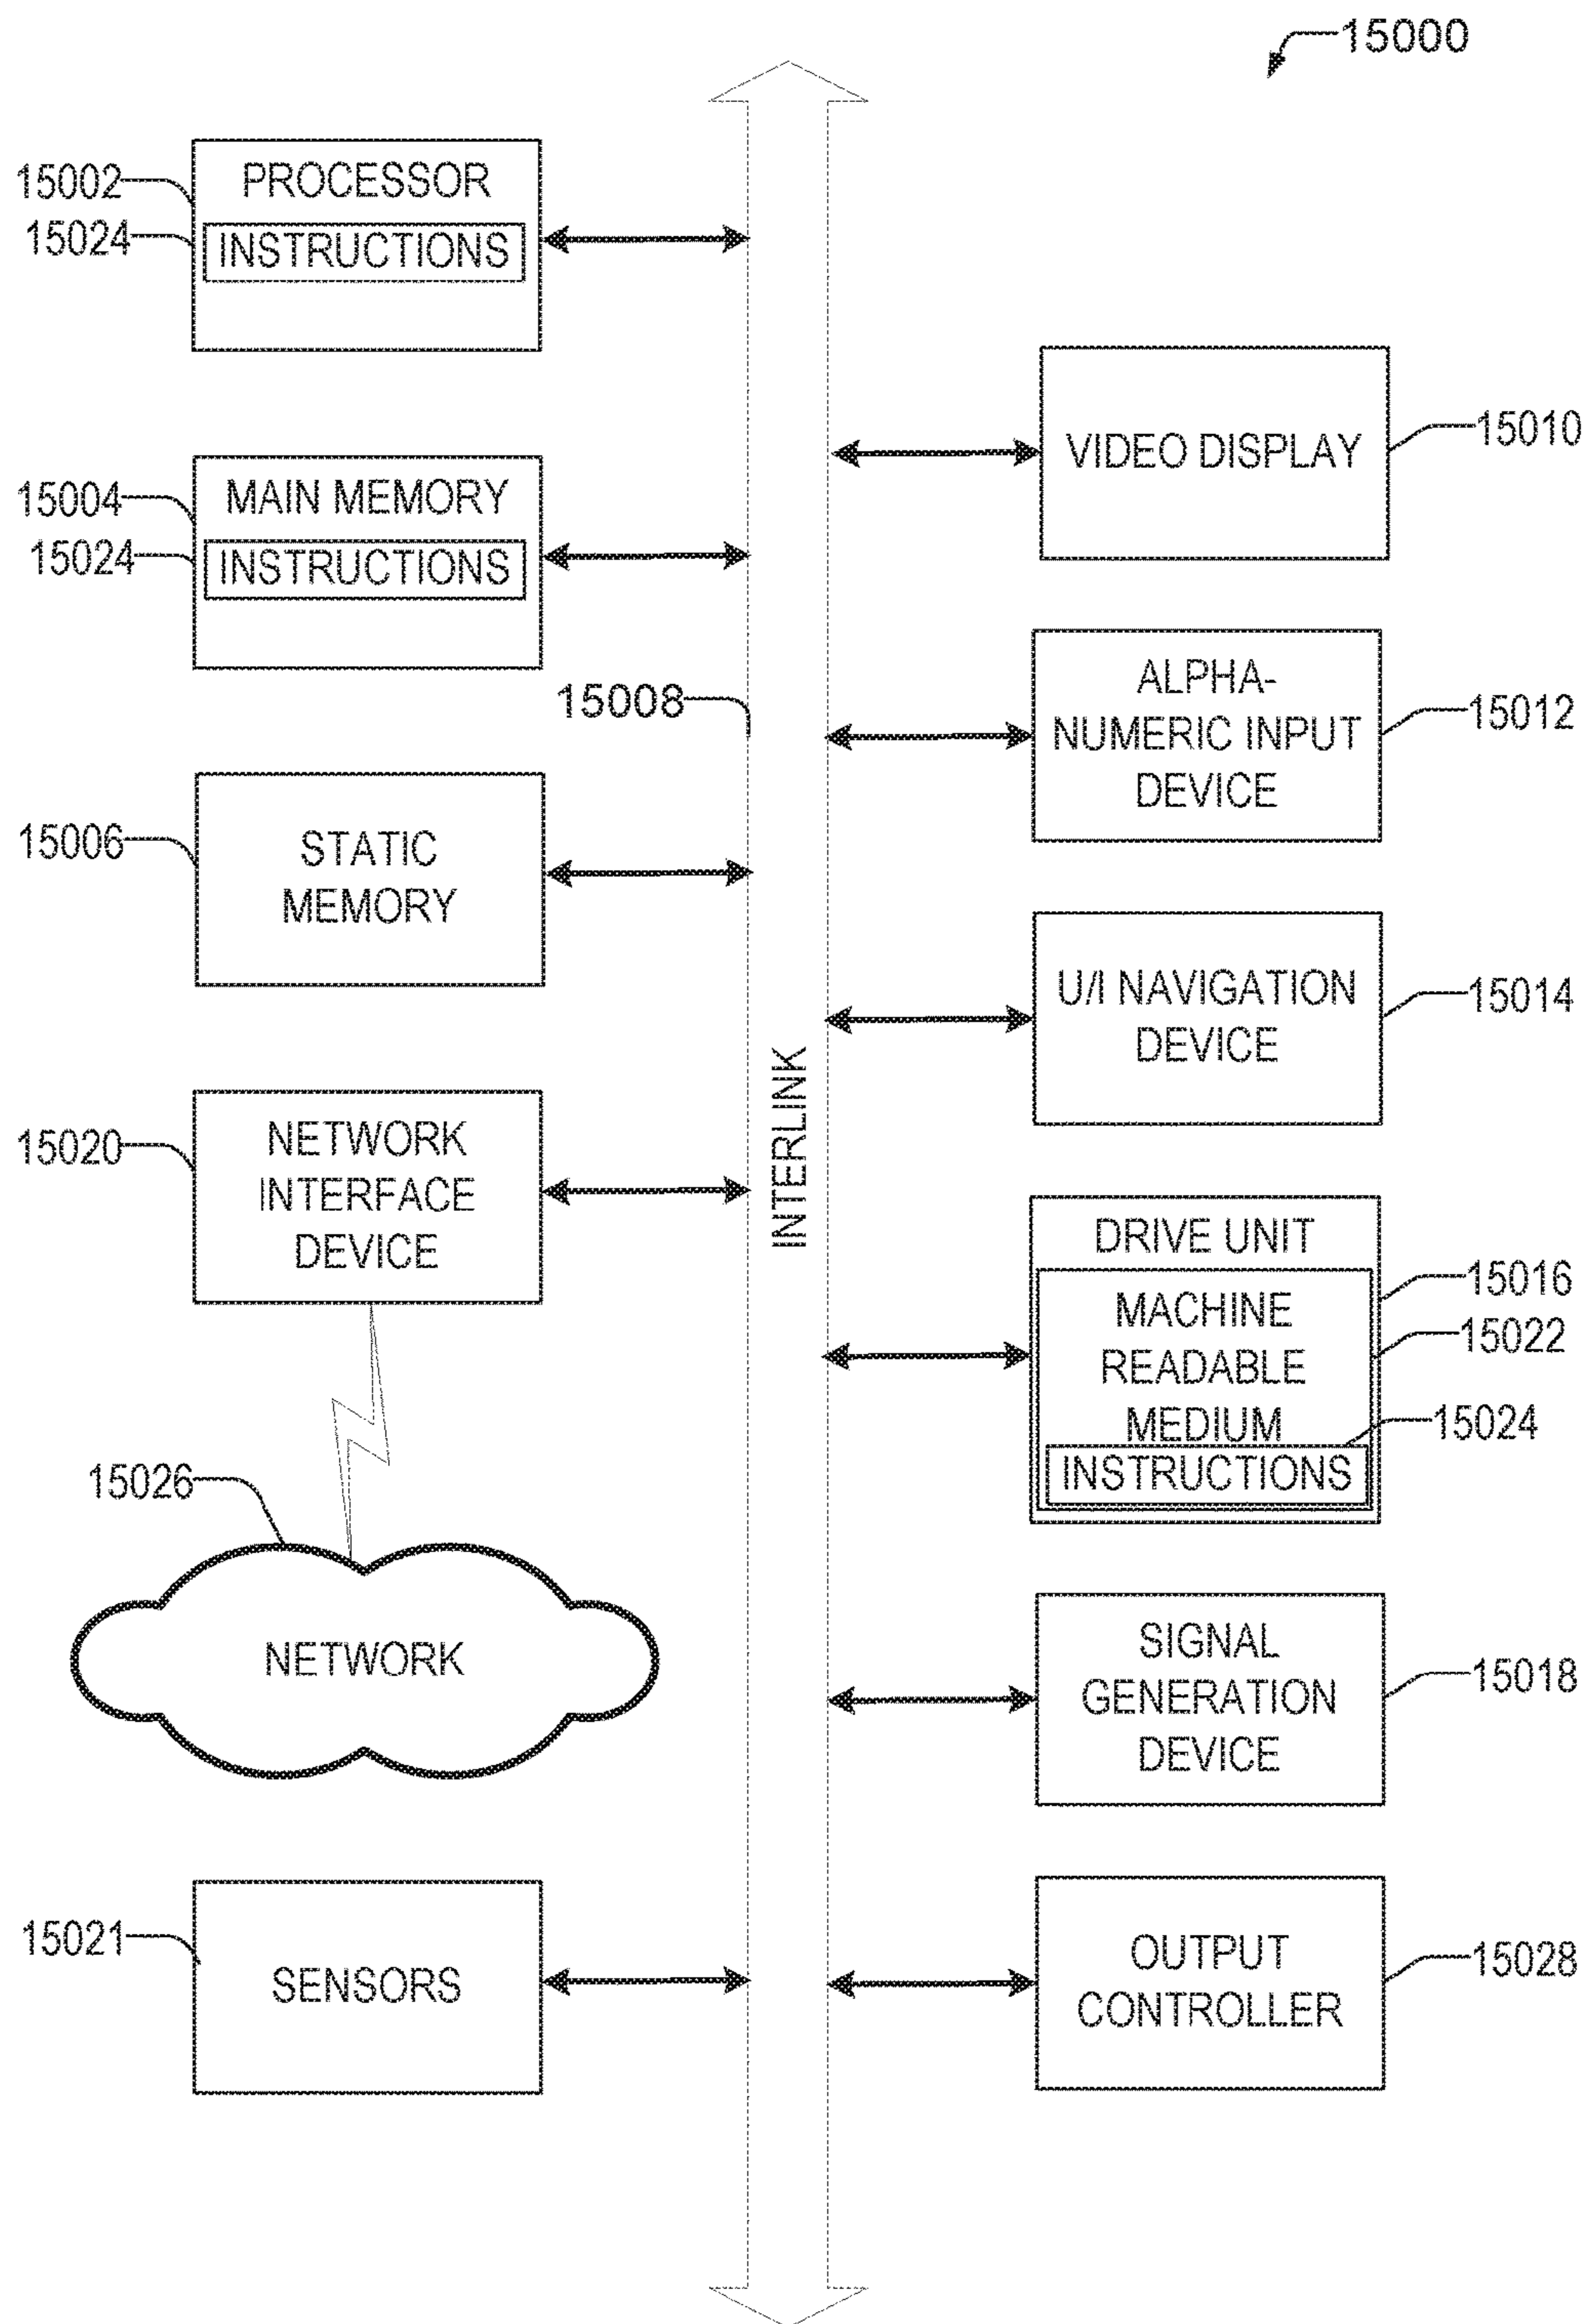 15000
15002
PROCESSOR
15024
INSTRUCTIONS
15004
MAIN MEMORY
15024
INSTRUCTIONS
15008
15006
STATIC
MEMORY
15020
NETWORK
INTERFACE
DEVICE
15026
NETWORK
15021
SENSORS
INTERLINK
VIDEO DISPLAY
15010
ALPHA-
NUMERIC INPUT
DEVICE
15012
U/I NAVIGATION
DEVICE
15014
DRIVE UNIT
15016
MACHINE
READABLE
MEDIUM
15022
15024
INSTRUCTIONS
SIGNAL
GENERATION
DEVICE
15018
OUTPUT
CONTROLLER
15028